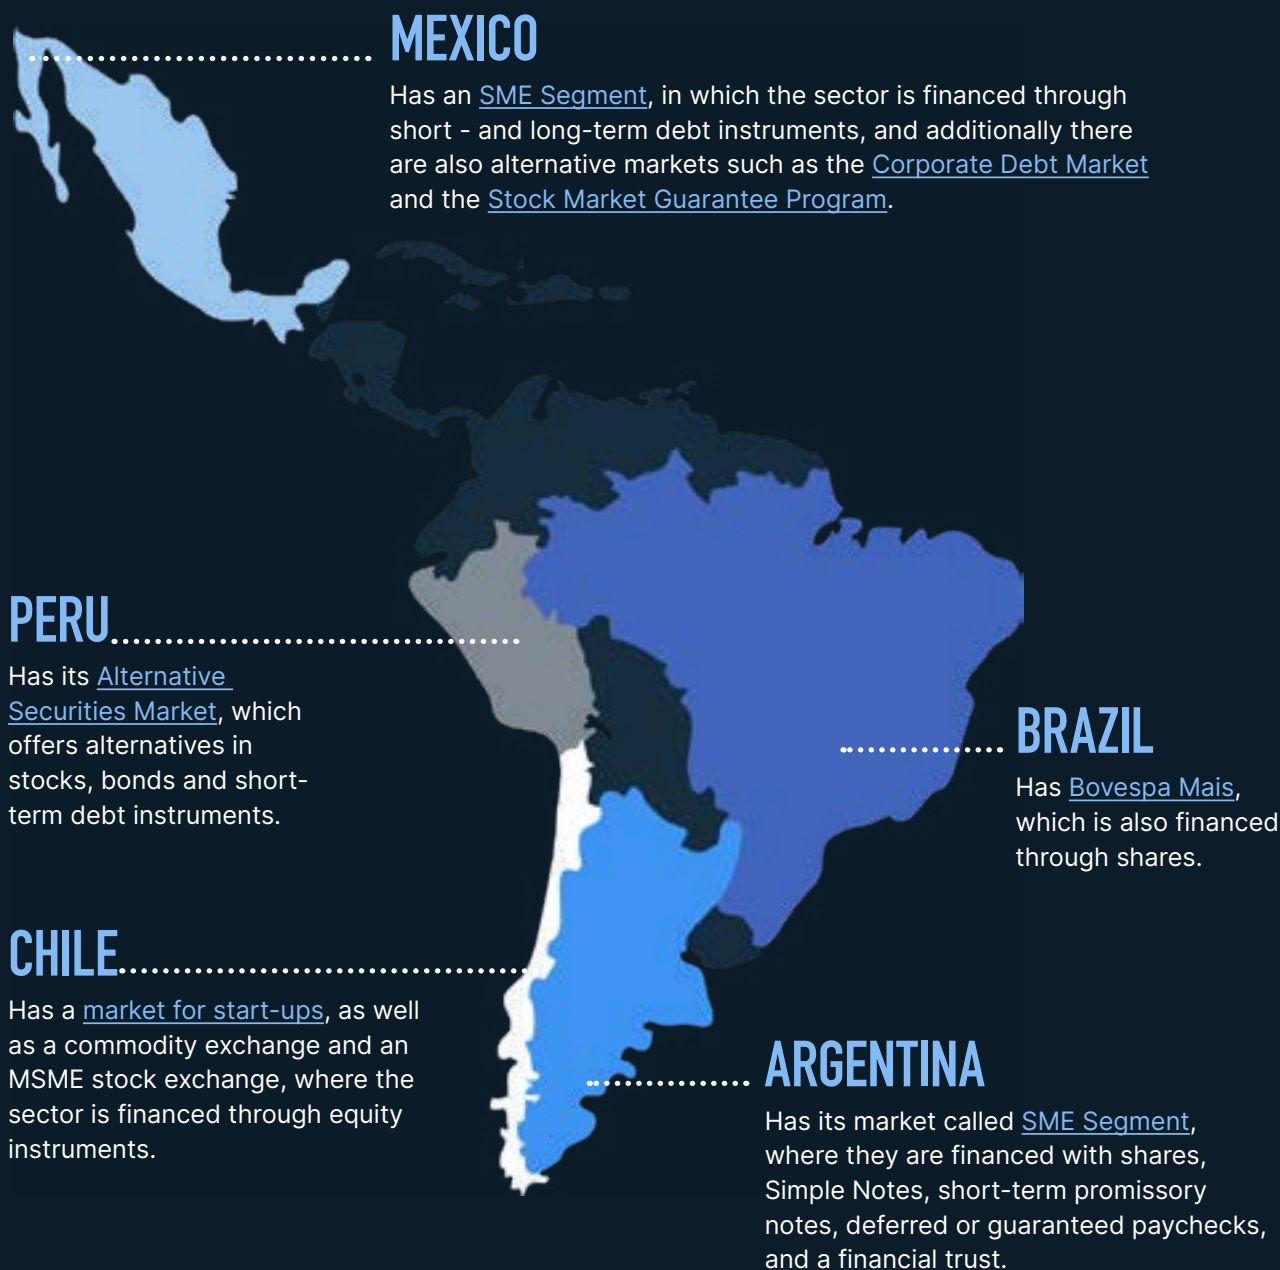 MEXICO
Has an SME Segment, in which the sector is financed through
short - and long-term debt instruments, and additionally there
are also alternative markets such as the Corporate Debt Market
and the Stock Market Guarantee Program.
PERU
Has its Alternative
Securities Market, which
offers alternatives in
stocks, bonds and short-
term debt instruments.
BRAZIL
Has Bovespa Mais,
which is also financed
through shares.
CHILE
Has a market for start-ups, as well
as a commodity exchange and an
MSME stock exchange, where the
sector is financed through equity
instruments.
ARGENTINA
Has its market called SME Segment,
where they are financed with shares,
Simple Notes, short-term promissory
notes, deferred or guaranteed paychecks,
and a financial trust.